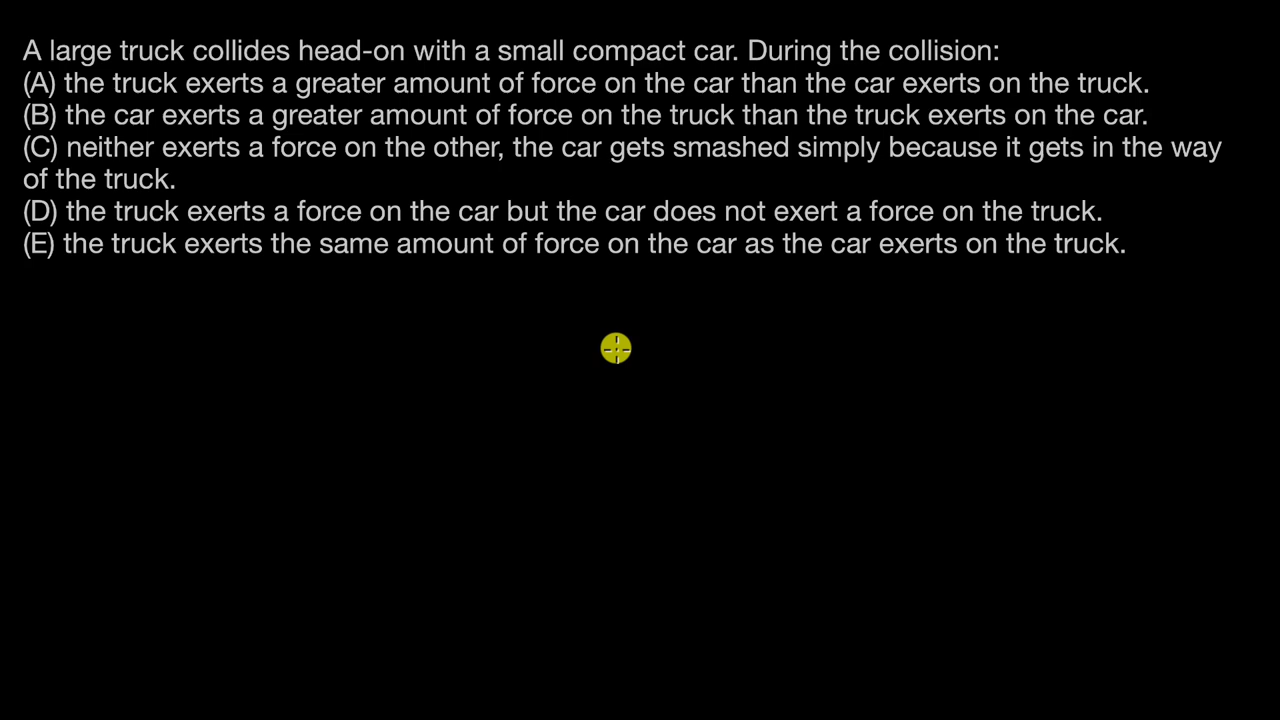 A large truck collides head-on with a small compact car. During the collision:
(A) the truck exerts a greater amount of force on the car than the car exerts on the truck.
(B) the car exerts a greater amount of force on the truck than the truck exerts on the car.
(C) neither exerts a force on the other, the car gets smashed simply because it gets in the way
of the truck.
(D) the truck exerts a force on the car but the car does not exert a force on the truck.
(E) the truck exerts the same amount of force on the car as the car exerts on the truck.